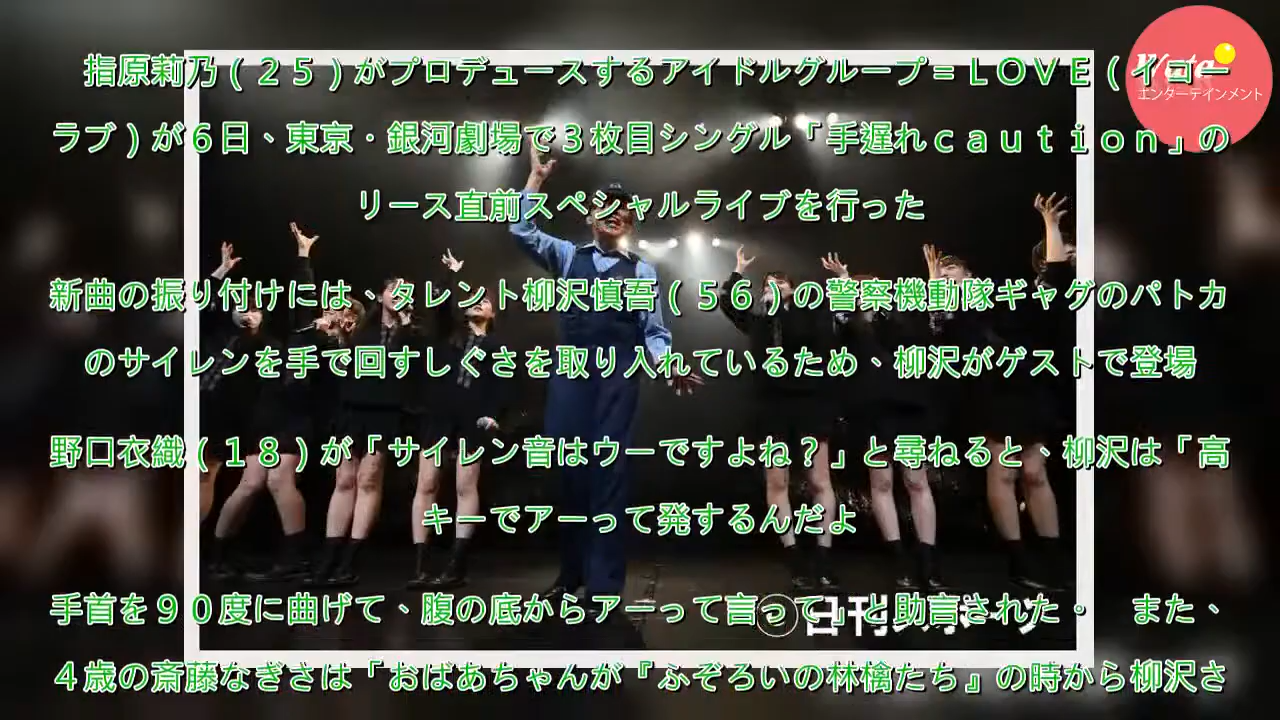 指原莉乃(25)がプロデュースするアイドルグループ=LOVE(イコー
ラブ)が6日、東京・銀河劇場で3枚目シングル「手遅れcaution」の
リース直前スペシャルライブを行った
新曲の振り付けには、タレント柳沢慎吾(56)の警察機動隊ギャグのパトカ
のサイレンを手で回すしぐさを取り入れているため、柳沢がゲストで登場
野口衣織(18)が「サイレン音はウーですよね?」と尋ねると、柳沢は「高
キーでアーって発するんだよ
手首を90度に曲げて、腹の底からアーって言って」と助言された・ また、
4歳の斎藤なぎさは「おばあちゃんが『ふぞろいの林檎たち』の時から柳沢さ
エンターテインメント
日刊スポーツ